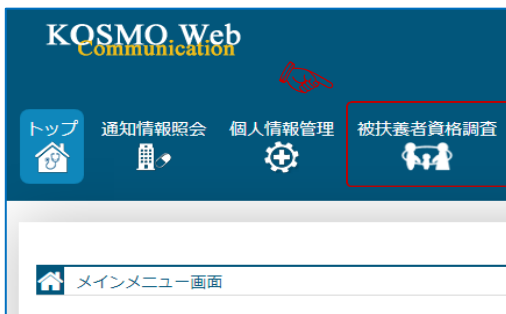 KOSMO Web
Communication
トップ 通知情報照会 個人情報管理 被扶養者資格調査
メインメニュー画面